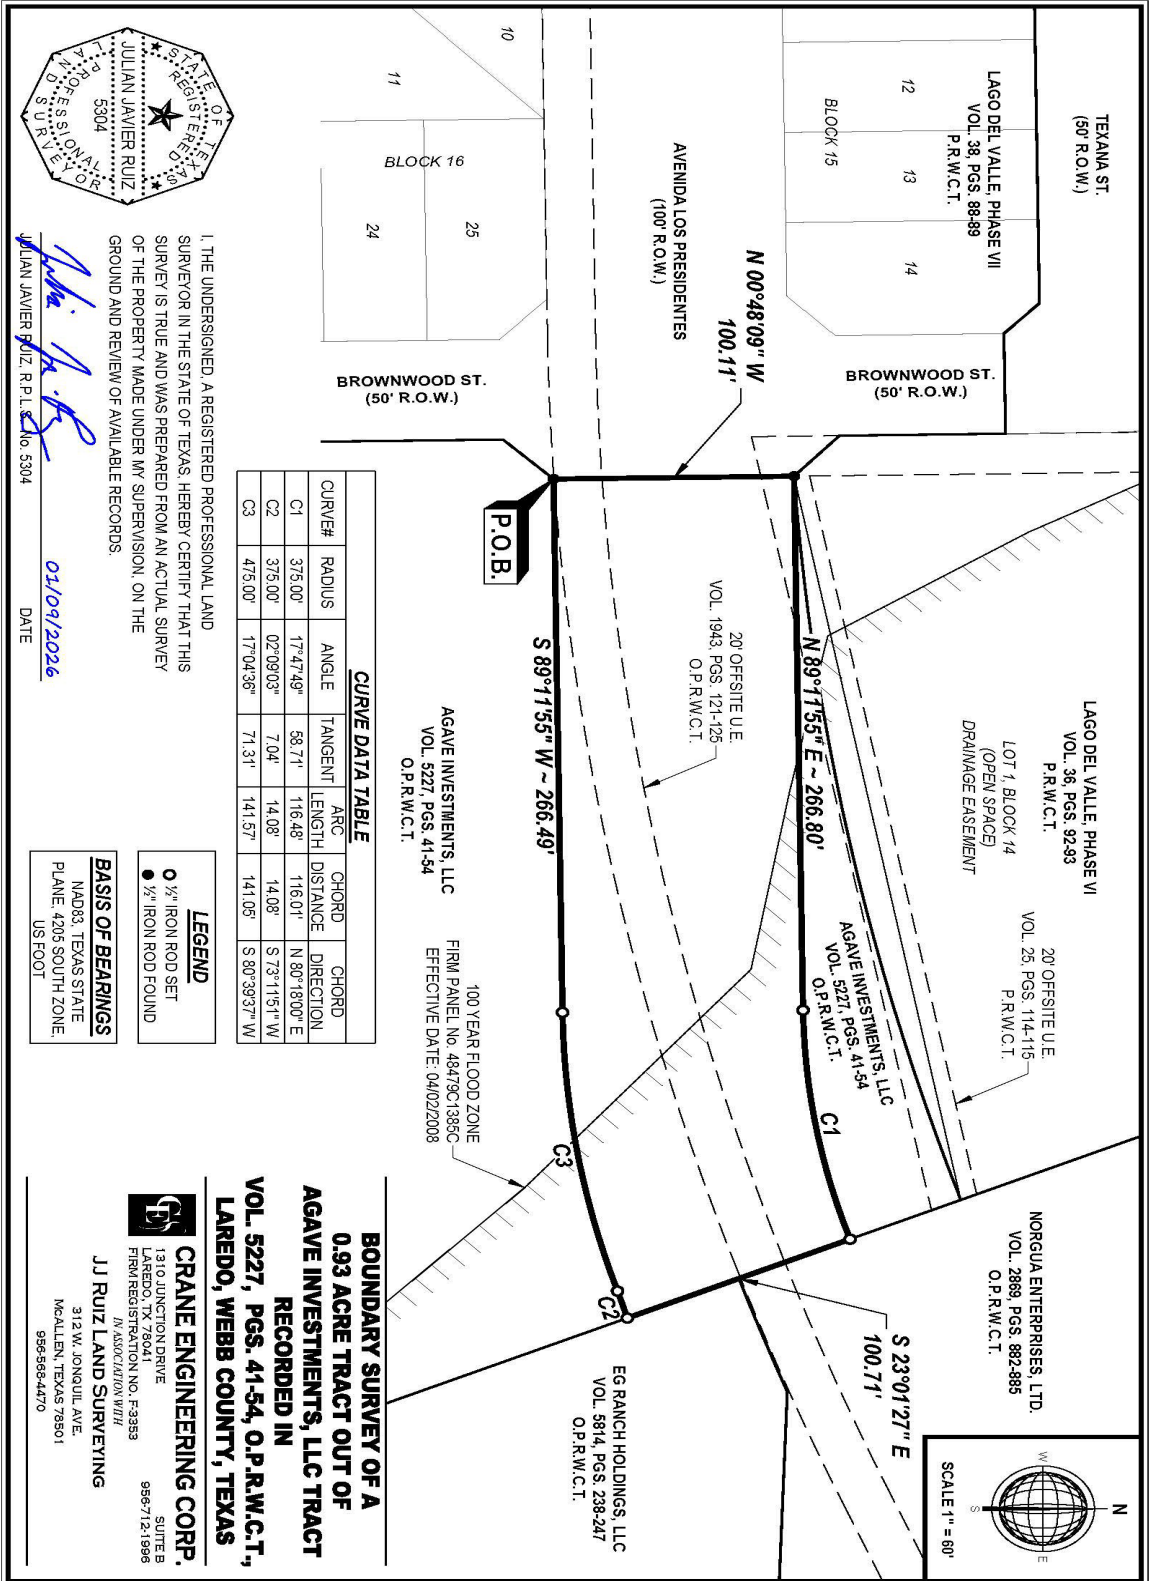 TEXANA ST.
(50' R.O.W.)
LAGO DEL VALLE, PHASE VII
VOL. 38, PGS. 88-89
P.R.W.C.T.
12
13
14
BLOCK 15
10
11
BLOCK 16
24
25
AVENIDA LOS PRESIDENTES
(100' R.O.W.)
BROWNWOOD ST.
(50' R.O.W.)
BROWNWOOD ST.
(50' R.O.W.)
N 00°48'09" W
100.11'
P.O.B.
LAGO DEL VALLE, PHASE VI
VOL. 36, PGS. 92-93
P.R.W.C.T.
LOT 1, BLOCK 14
(OPEN SPACE)
DRAINAGE EASEMENT
20' OFFSITE U.E.
VOL. 25, PGS. 114-115
P.R.W.C.T.
20' OFFSITE U.E.
VOL. 1943, PGS. 121-125
O.P.R.W.C.T.
N 89°11'55" E ~ 266.80'
S 89°11'55" W ~ 266.49'
AGAVE INVESTMENTS, LLC
VOL. 5227, PGS. 41-54
O.P.R.W.C.T.
AGAVE INVESTMENTS, LLC
VOL. 5227, PGS. 41-54
O.P.R.W.C.T.
C1
C3
C2
100 YEAR FLOOD ZONE
FIRM PANEL No. 48479C1385C
EFFECTIVE DATE: 04/02/2008
NORGUA ENTERPRISES, LTD.
VOL. 2869, PGS. 882-885
O.P.R.W.C.T.
S 23°01'27" E
100.71'
EG RANCH HOLDINGS, LLC
VOL. 5814, PGS. 238-247
O.P.R.W.C.T.
N
W
E
S
SCALE 1" = 60'
STATE OF TEXAS
REGISTERED
JULIAN JAVIER RUIZ
5304
PROFESSIONAL
LAND SURVEYOR
I, THE UNDERSIGNED, A REGISTERED PROFESSIONAL LAND
SURVEYOR IN THE STATE OF TEXAS, HEREBY CERTIFY THAT THIS
SURVEY IS TRUE AND WAS PREPARED FROM AN ACTUAL SURVEY
OF THE PROPERTY MADE UNDER MY SUPERVISION, ON THE
GROUND AND REVIEW OF AVAILABLE RECORDS.
01/09/2026
JULIAN JAVIER RUIZ, R.P.L.S. No. 5304 DATE
CURVE DATA TABLE
CURVE# RADIUS ANGLE TANGENT ARC LENGTH CHORD DISTANCE CHORD DIRECTION
C1 375.00' 17°47'49" 58.71' 116.48' 116.01' N 80°18'00" E
C2 375.00' 02°09'03" 7.04' 14.08' 14.08' S 73°11'51" W
C3 475.00' 17°04'36" 71.31' 141.57' 141.05' S 80°39'37" W
LEGEND
½" IRON ROD SET
½" IRON ROD FOUND
BASIS OF BEARINGS
NAD83, TEXAS STATE
PLANE, 4205 SOUTH ZONE,
US FOOT
BOUNDARY SURVEY OF A
0.93 ACRE TRACT OUT OF
AGAVE INVESTMENTS, LLC TRACT
RECORDED IN
VOL. 5227, PGS. 41-54, O.P.R.W.C.T.,
LAREDO, WEBB COUNTY, TEXAS
CE
CRANE ENGINEERING CORP.
1310 JUNCTION DRIVE SUITE B
LAREDO, TX 78041 956-712-1996
FIRM REGISTRATION NO. F-3353
IN ASSOCIATION WITH
JJ RUIZ LAND SURVEYING
312 W. JONQUIL AVE.
McALLEN, TEXAS 78501
956-568-4470